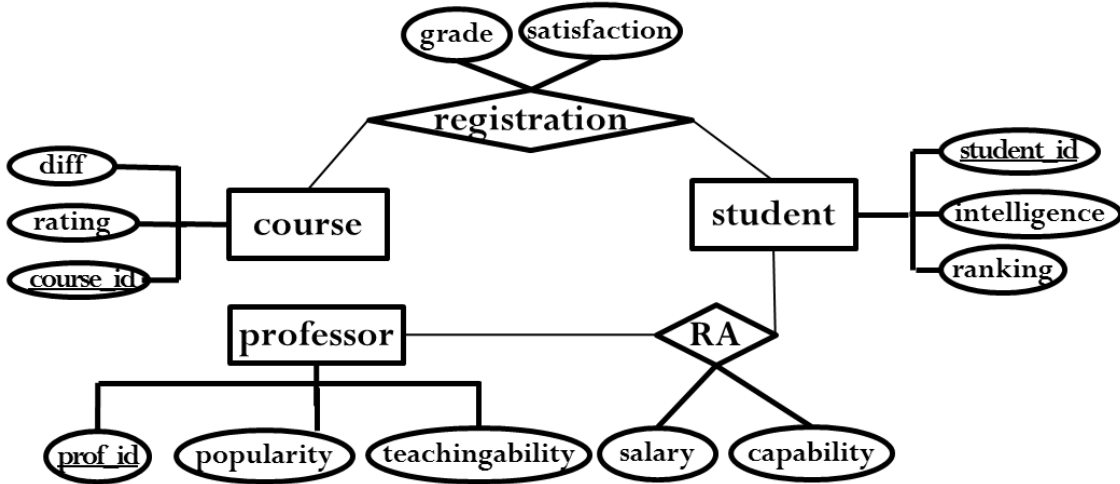 grade
satisfaction
registration
diff
rating
course_id
course
student
student_id
intelligence
ranking
professor
RA
prof_id
popularity
teachingability
salary
capability